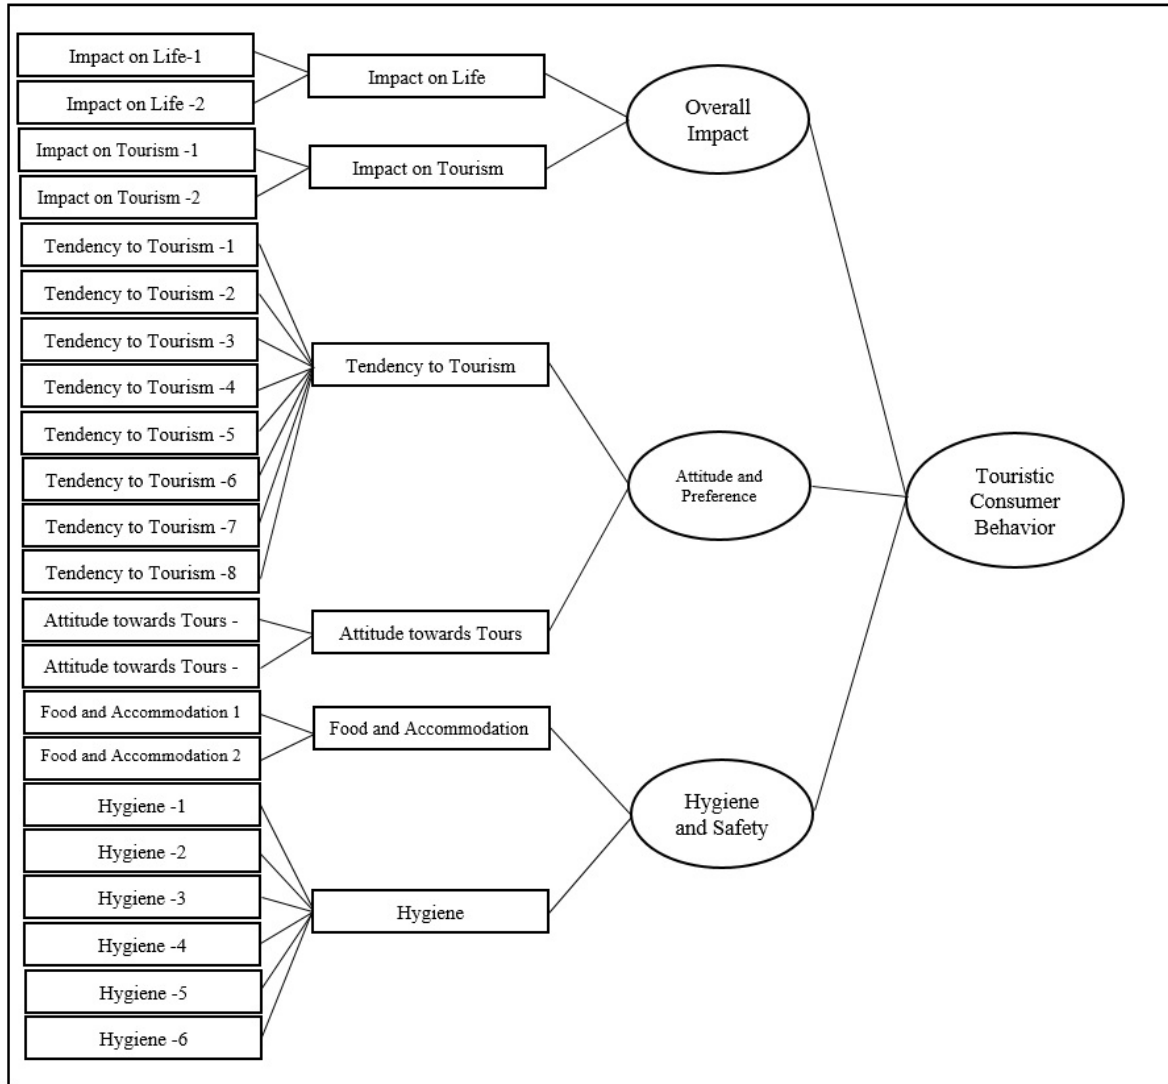 Impact on Life-1
Impact on Life -2
Impact on Tourism -1
Impact on Tourism -2
Tendency to Tourism -1
Tendency to Tourism -2
Tendency to Tourism -3
Tendency to Tourism -4
Tendency to Tourism -5
Tendency to Tourism -6
Tendency to Tourism -7
Tendency to Tourism -8
Attitude towards Tours -
Attitude towards Tours -
Food and Accommodation 1
Food and Accommodation 2
Hygiene -1
Hygiene -2
Hygiene -3
Hygiene -4
Hygiene -5
Hygiene -6
Impact on Life
Impact on Tourism
Tendency to Tourism
Attitude towards Tours
Food and Accommodation
Hygiene
Overall
Impact
Attitude and
Preference
Hygiene
and Safety
Touristic
Consumer
Behavior